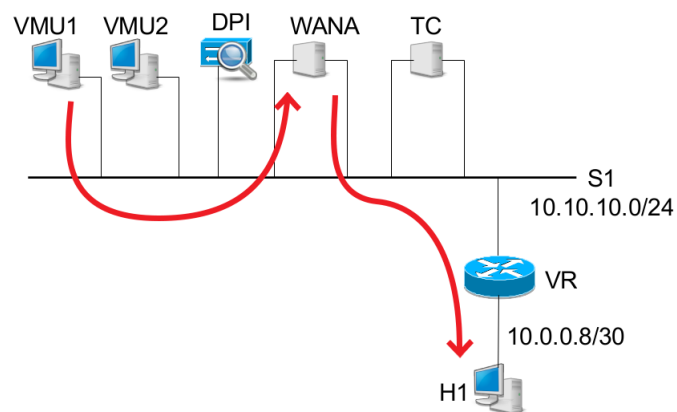 VMU1
VMU2
DPI
WANA
TC
S1
10.10.10.0/24
VR
10.0.0.8/30
H1